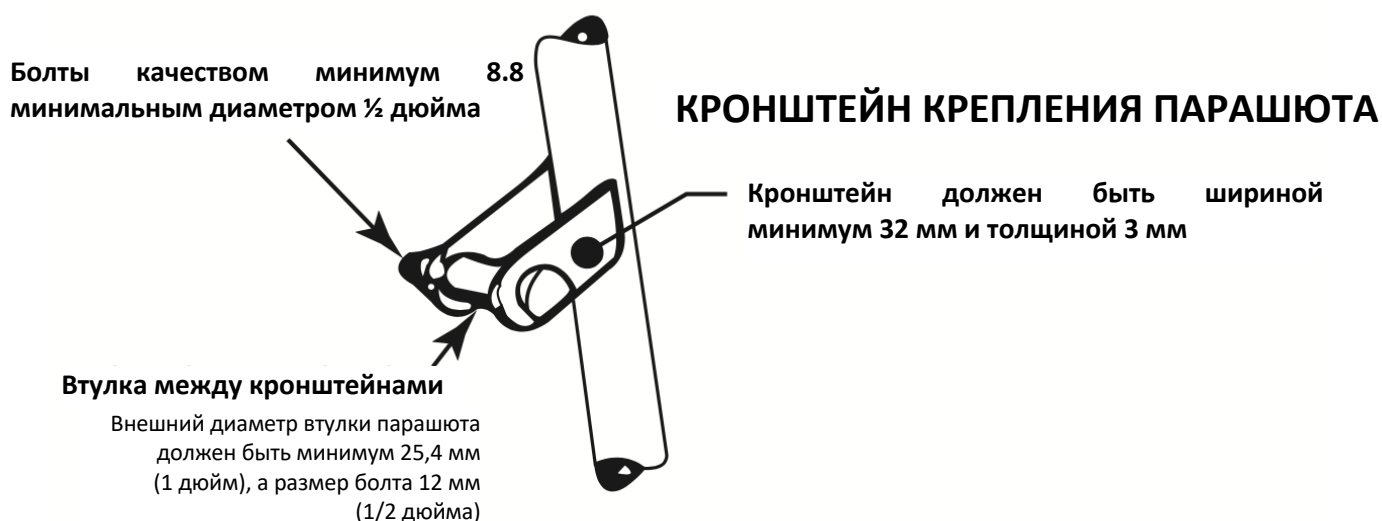 Болты качеством минимум 8.8
минимальным диаметром ½ дюйма
КРОНШТЕЙН КРЕПЛЕНИЯ ПАРАШЮТА
Кронштейн должен быть шириной
минимум 32 мм и толщиной 3 мм
Втулка между кронштейнами
Внешний диаметр втулки парашюта
должен быть минимум 25,4 мм
(1 дюйм), а размер болта 12 мм
(1/2 дюйма)